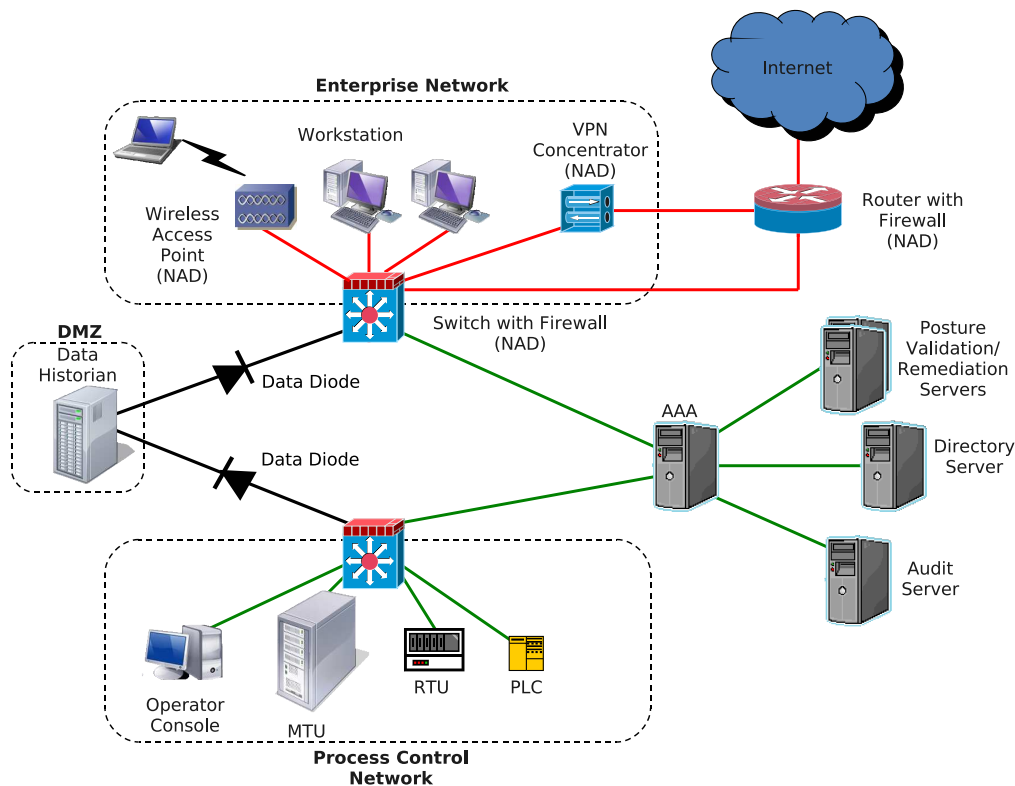 Internet
Enterprise Network
Workstation
VPN
Concentrator
(NAD)
Wireless
Access
Point
(NAD)
Router with
Firewall
(NAD)
Switch with Firewall
(NAD)
DMZ
Data
Historian
Data Diode
Data Diode
AAA
Posture
Validation/
Remediation
Servers
Directory
Server
Audit
Server
Operator
Console
MTU
RTU
PLC
Process Control
Network